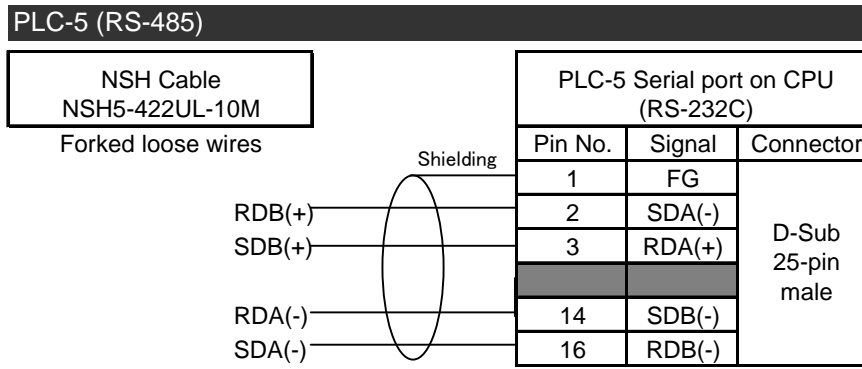 PLC-5 (RS-485)
NSH Cable
NSH5-422UL-10M
PLC-5 Serial port on CPU
(RS-232C)
Forked loose wires
Shielding
Pin No. Signal Connector
1 FG
RDB(+) 2 SDA(-)
SDB(+) 3 RDA(+)
D-Sub
25-pin
male
RDA(-) 14 SDB(-)
SDA(-) 16 RDB(-)